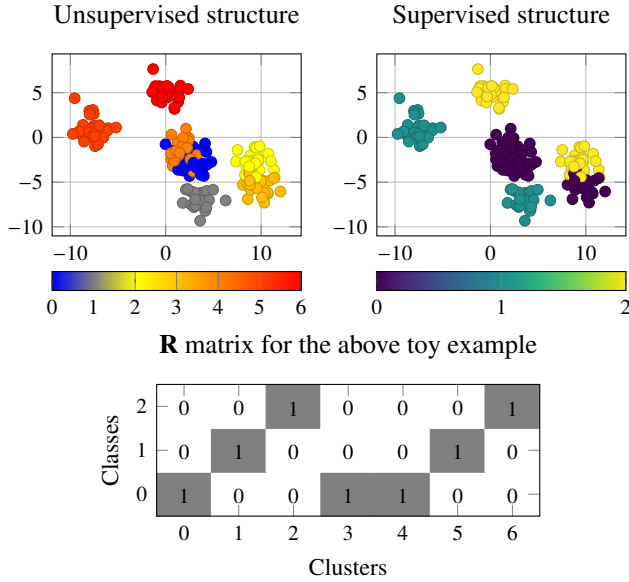 Unsupervised structure
Supervised structure
5
0
−5
−10
−10 0 10
5
0
−5
−10
−10 0 10
0 1 2 3 4 5 6
0 1 2
R matrix for the above toy example
Classes
2 0 0 1 0 0 0 1
1 0 1 0 0 0 1 0
0 1 0 0 1 1 0 0
0 1 2 3 4 5 6
Clusters